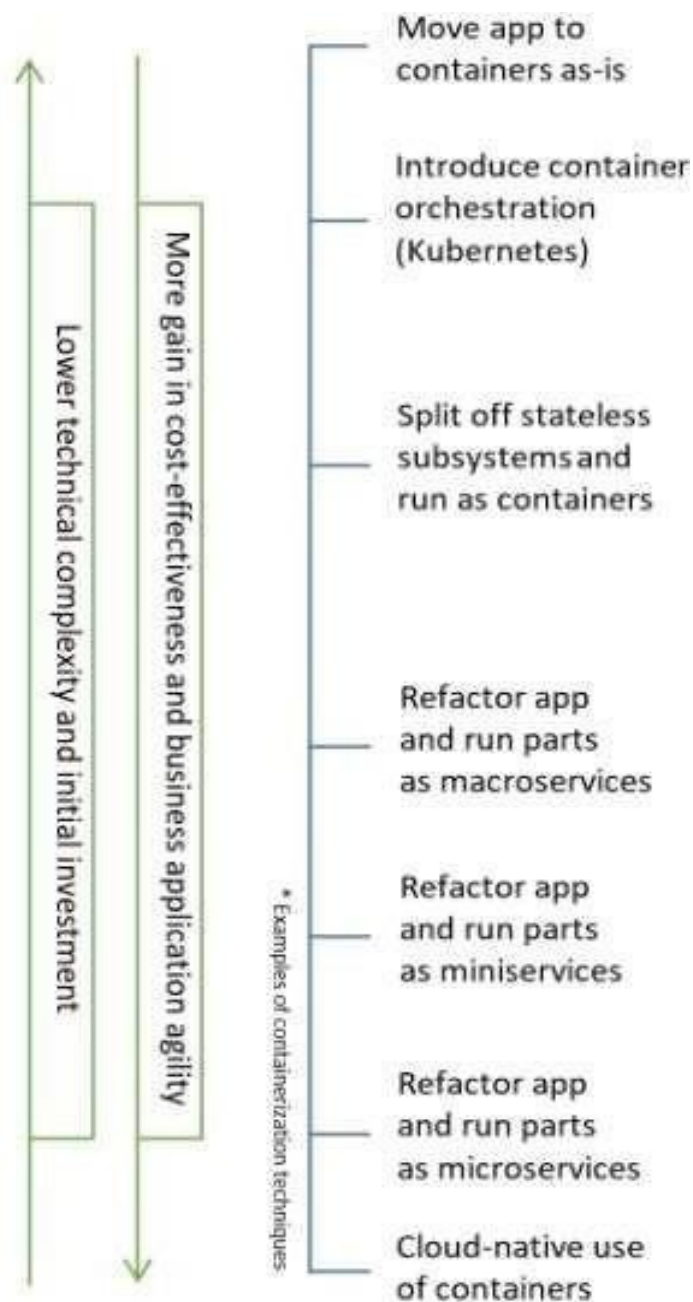 Move app to
containers as-is
Introduce container
orchestration
(Kubernetes)
Split off stateless
subsystems and
run as containers
Refactor app
and run parts
as macroservices
Refactor app
and run parts
as miniservices
Refactor app
and run parts
as microservices
Cloud-native use
of containers
Lower technical complexity and initial investment
More gain in cost-effectiveness and business application agility
* Examples of containerization techniques.